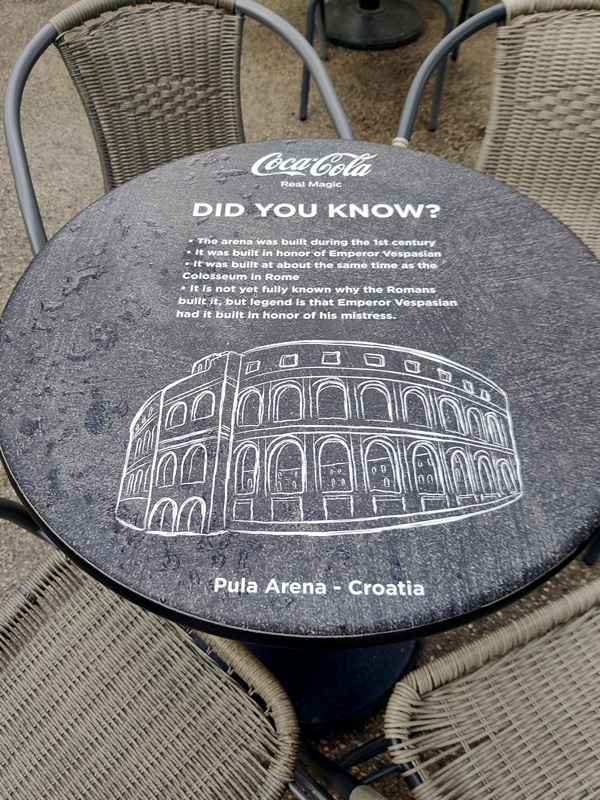 Coca-Cola
Real Magic
DID YOU KNOW?
• The arena was built during the 1st century
• It was built in honor of Emperor Vespasian
• It was built at about the same time as the
Colosseum in Rome
• It is not yet fully known why the Romans
built it, but legend is that Emperor Vespasian
had it built in honor of his mistress.
Pula Arena - Croatia